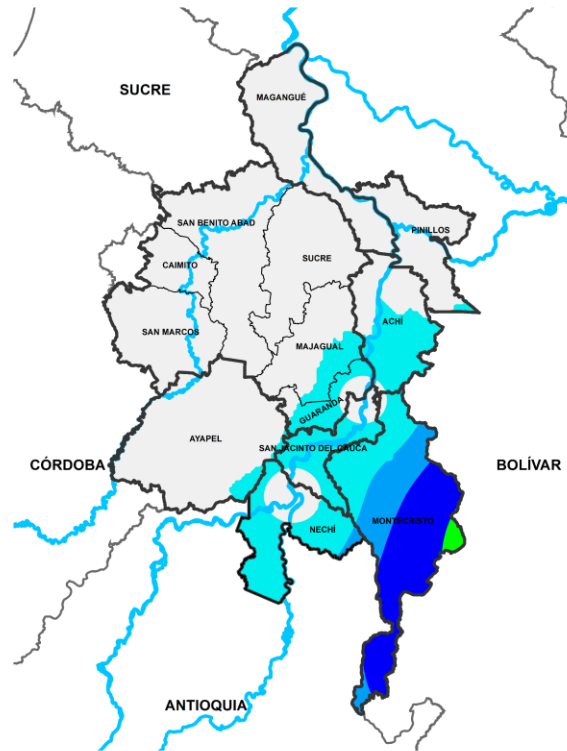 SUCRE
MAGANGUÉ
SAN BENITO ABAD
PINILLOS
CAIMITO
SUCRE
ACHÍ
SAN MARCOS
MAJAGUAL
GUARANDA
AYAPEL
SAN JACINTO DEL CAUCA
CÓRDOBA
BOLÍVAR
NECHÍ
MONTECRISTO
ANTIOQUIA